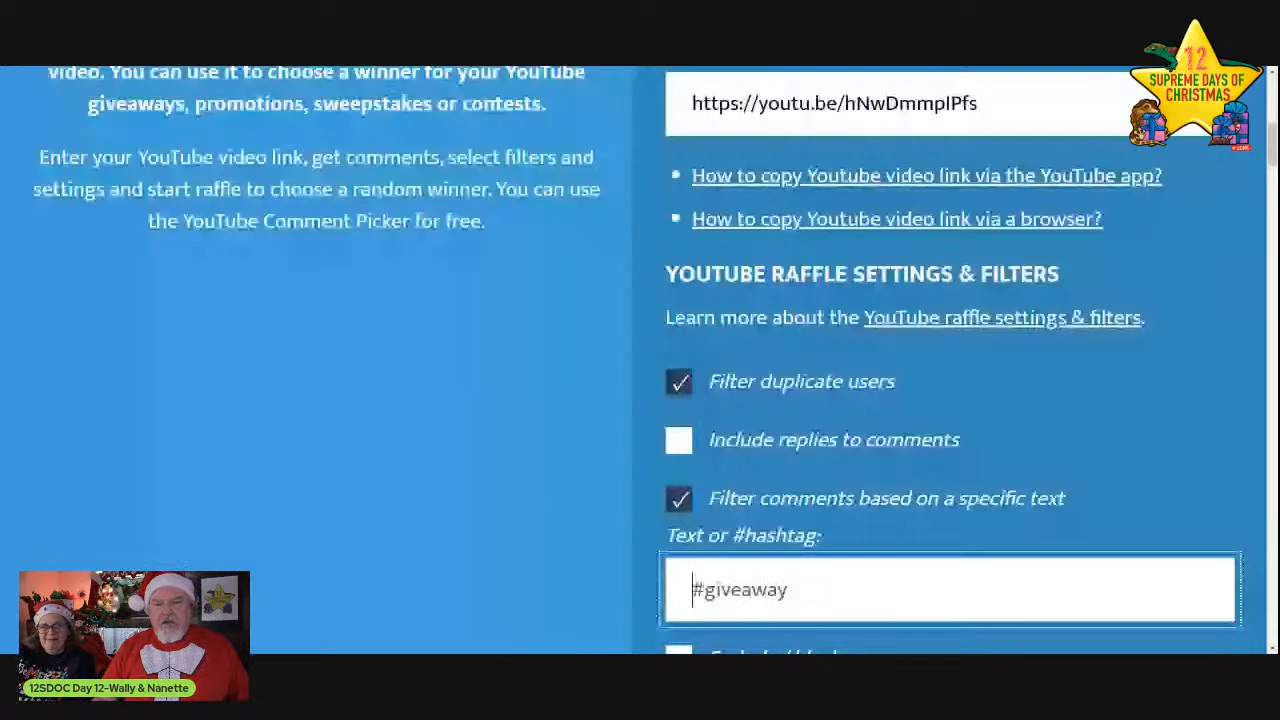 video. You can use it to choose a winner for your YouTube
giveaways, promotions, sweepstakes or contests.
Enter your YouTube video link, get comments, select filters and
settings and start raffle to choose a random winner. You can use
the YouTube Comment Picker for free.
https://youtu.be/hNwDmmpIPfs
How to copy Youtube video link via the YouTube app?
How to copy Youtube video link via a browser?
YOUTUBE RAFFLE SETTINGS & FILTERS
Learn more about the YouTube raffle settings & filters.
Filter duplicate users
Include replies to comments
Filter comments based on a specific text
Text or #hashtag:
#giveaway
12
SUPREME DAYS OF
CHRISTMAS
12SDOC Day 12-Wally & Nanette